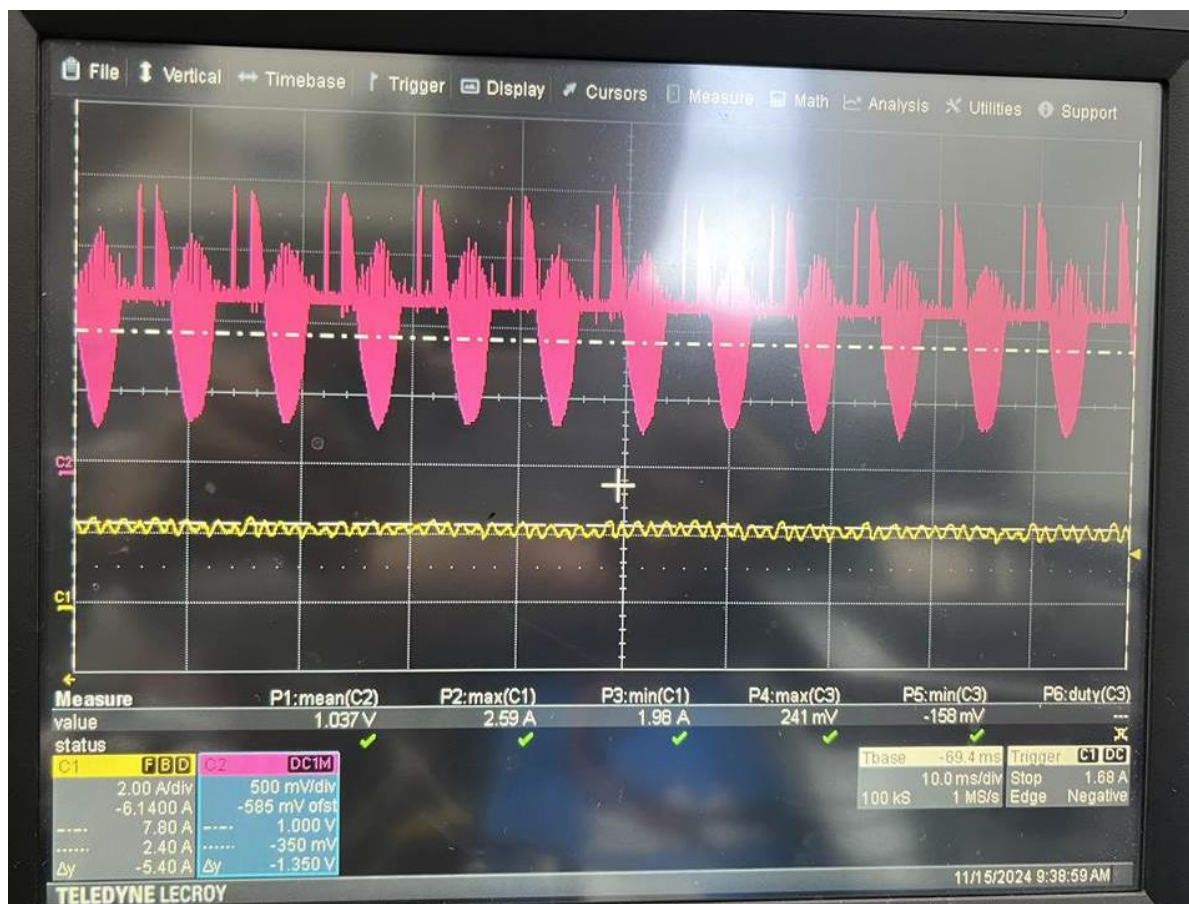 File Vertical Timebase Trigger Display Cursors Measure Math Analysis Utilities Support
C2
C1
Measure P1:mean(C2) P2:max(C1) P3:min(C1) P4:max(C3) P5:min(C3) P6:duty(C3)
value 1.037 V 2.59 A 1.98 A 241 mV -158 mV ---
status
C1 F B D C2 DC1M Tbase -69.4 ms Trigger C1 DC
2.00 A/div 500 mV/div 10.0 ms/div Stop 1.68 A
-6.1400 A -585 mV ofst 100 kS 1 MS/s Edge Negative
7.80 A 1.000 V
2.40 A -350 mV
Δy -5.40 A Δy -1.350 V
11/15/2024 9:38:59 AM
TELEDYNE LECROY